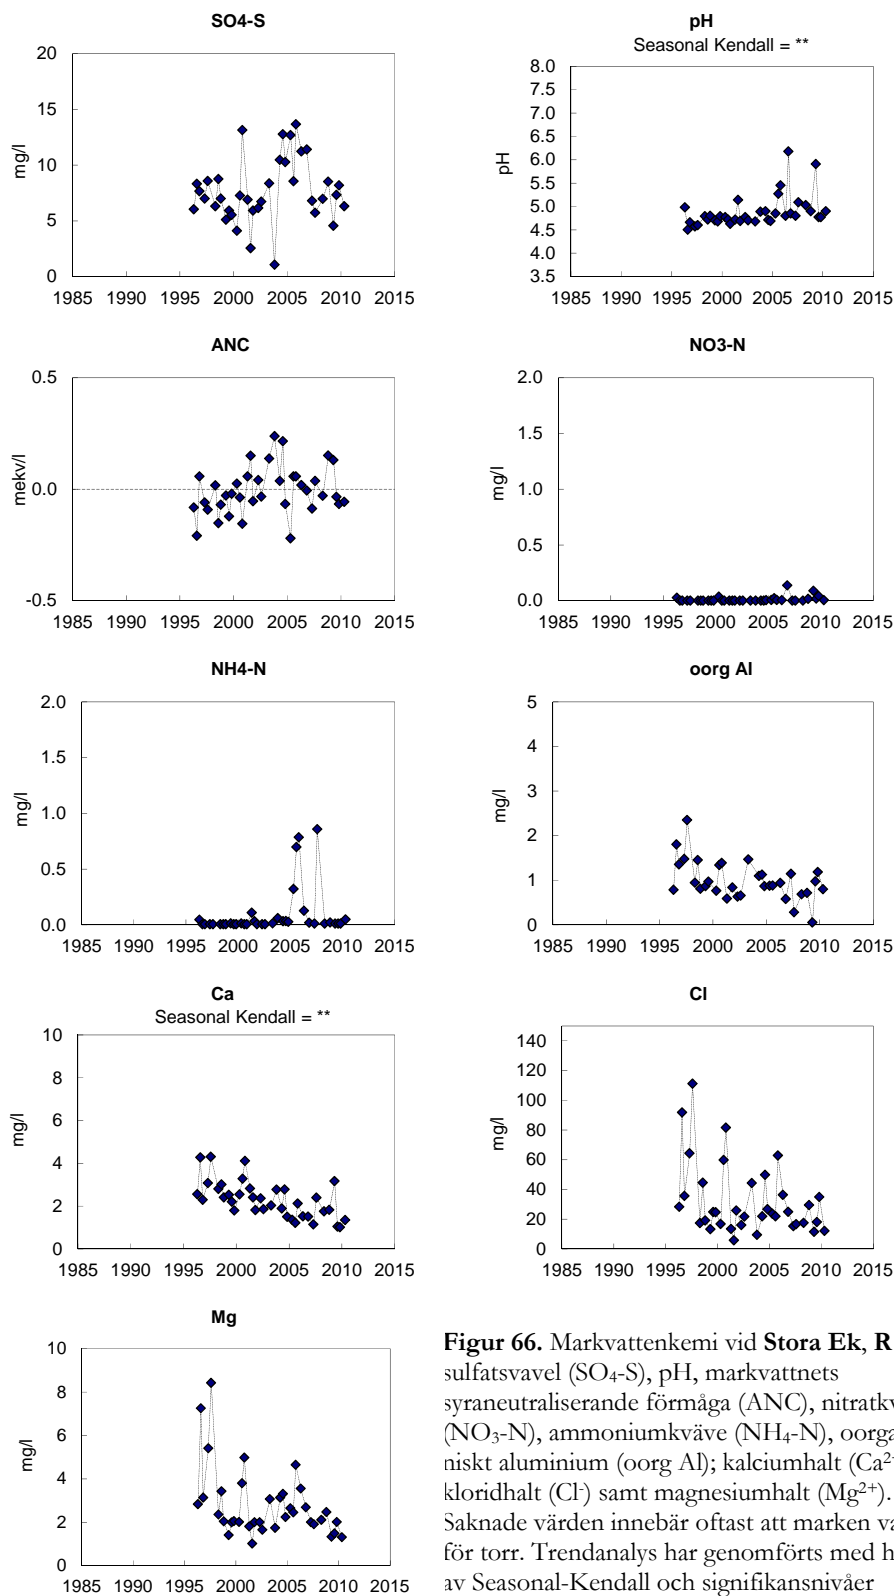 SO4-S
20
15
10
5
0
mg/l
1985 1990 1995 2000 2005 2010 2015
pH
Seasonal Kendall = **
8.0
7.5
7.0
6.5
6.0
5.5
5.0
4.5
4.0
3.5
pH
1985 1990 1995 2000 2005 2010 2015
ANC
0.5
0.0
-0.5
mekv/l
1985 1990 1995 2000 2005 2010 2015
NO3-N
2.0
1.5
1.0
0.5
0.0
mg/l
1985 1990 1995 2000 2005 2010 2015
NH4-N
2.0
1.5
1.0
0.5
0.0
mg/l
1985 1990 1995 2000 2005 2010 2015
oorg Al
5
4
3
2
1
0
mg/l
1985 1990 1995 2000 2005 2010 2015
Ca
Seasonal Kendall = **
10
8
6
4
2
0
mg/l
1985 1990 1995 2000 2005 2010 2015
Cl
140
120
100
80
60
40
20
0
mg/l
1985 1990 1995 2000 2005 2010 2015
Mg
10
8
6
4
2
0
mg/l
1985 1990 1995 2000 2005 2010 2015
Figur 66. Markvattenkemi vid Stora Ek, R
sulfatsvavel (SO₄-S), pH, markvattnets
syraneutraliserande förmåga (ANC),
(NO₃-N), ammoniumkväve (NH₄-N),
niskt aluminium (oorg Al); kalciumhalt (Ca²
kloridhalt (Cl⁻) samt magnesiumhalt (Mg²⁺).
Saknade värden innebär oftast att marken
för torr. Trendanalys har genomförts med
av Seasonal-Kendall och signifikansnivåer